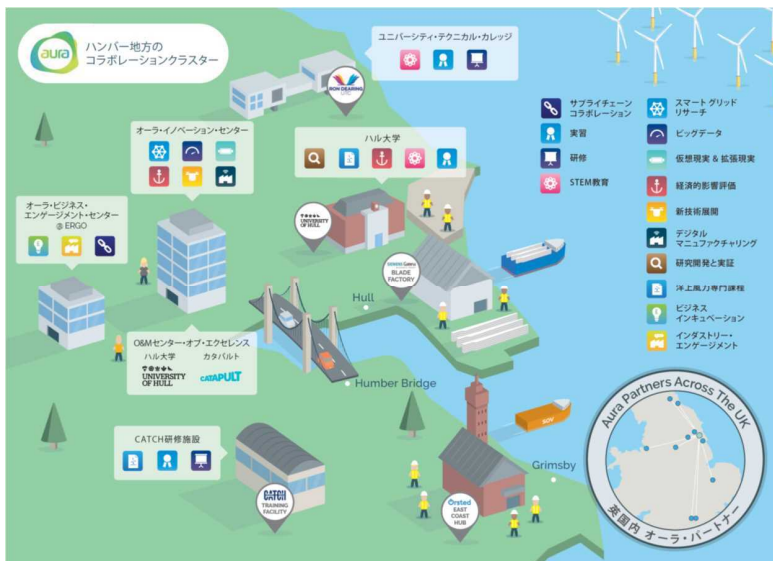 aura
ハンバー地方の
コラボレーションクラスター
ユニバーシティ・テクニカル・カレッジ
RON DEARING
UTC
オーラ・イノベーション・センター
ハル大学
オーラ・ビジネス・
エンゲージメント・センター
@ ERGO
UNIVERSITY
OF HULL
SIEMENS Gamesa
BLADE
FACTORY
Hull
O&Mセンター・オブ・エクセレンス
ハル大学
カタパルト
UNIVERSITY
OF HULL
CATAPULT
Humber Bridge
CATCH研修施設
CATCH
TRAINING
FACILITY
SOV
Grimsby
Orsted
EAST
COAST
HUB
サプライチェーン
コラボレーション
実習
研修
STEM教育
スマートグリッド
リサーチ
ビッグデータ
仮想現実 & 拡張現実
経済的影響評価
新技術展開
デジタル
マニュファクチャリング
研究開発と実証
洋上風力専門課程
ビジネス
インキュベーション
インダストリー・
エンゲージメント
Aura Partners Across The UK
英国内 オーラ・パートナー